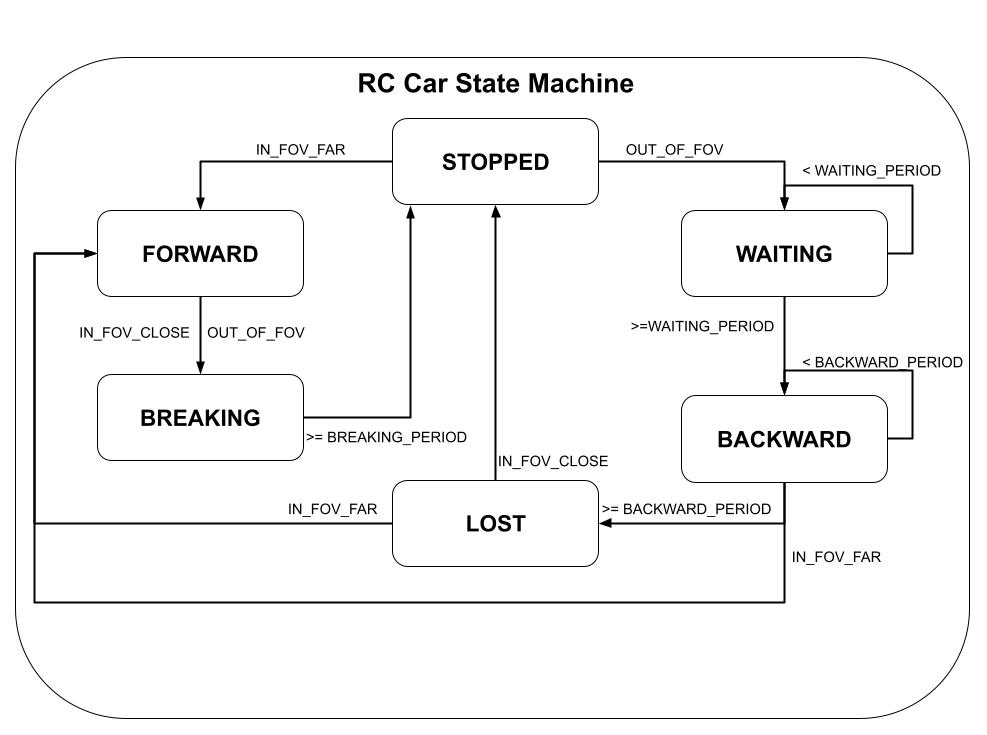 RC Car State Machine
STOPPED
IN_FOV_FAR
OUT_OF_FOV
< WAITING_PERIOD
FORWARD
WAITING
IN_FOV_CLOSE
OUT_OF_FOV
>=WAITING_PERIOD
< BACKWARD_PERIOD
BREAKING
>= BREAKING_PERIOD
BACKWARD
IN_FOV_CLOSE
IN_FOV_FAR
LOST
>= BACKWARD_PERIOD
IN_FOV_FAR